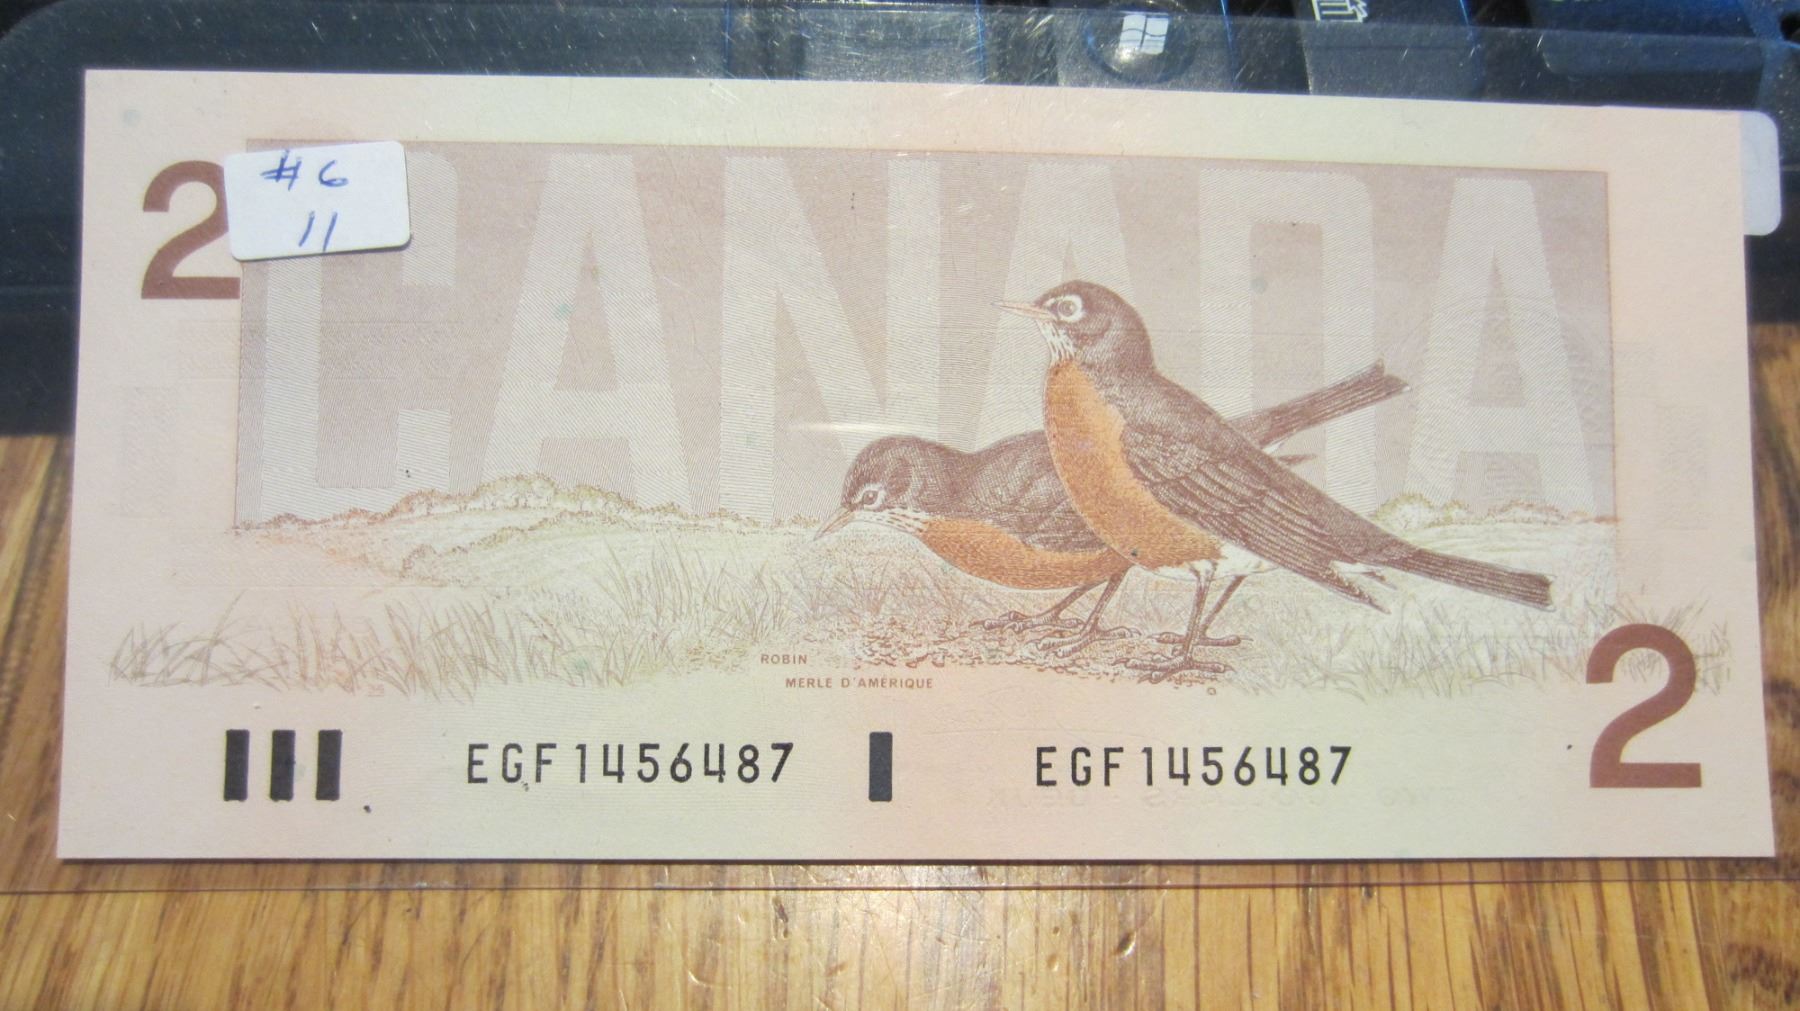 CANADA
2
#6
11
ROBIN
MERLE D'AMÉRIQUE
EGF1456487
EGF1456487
2